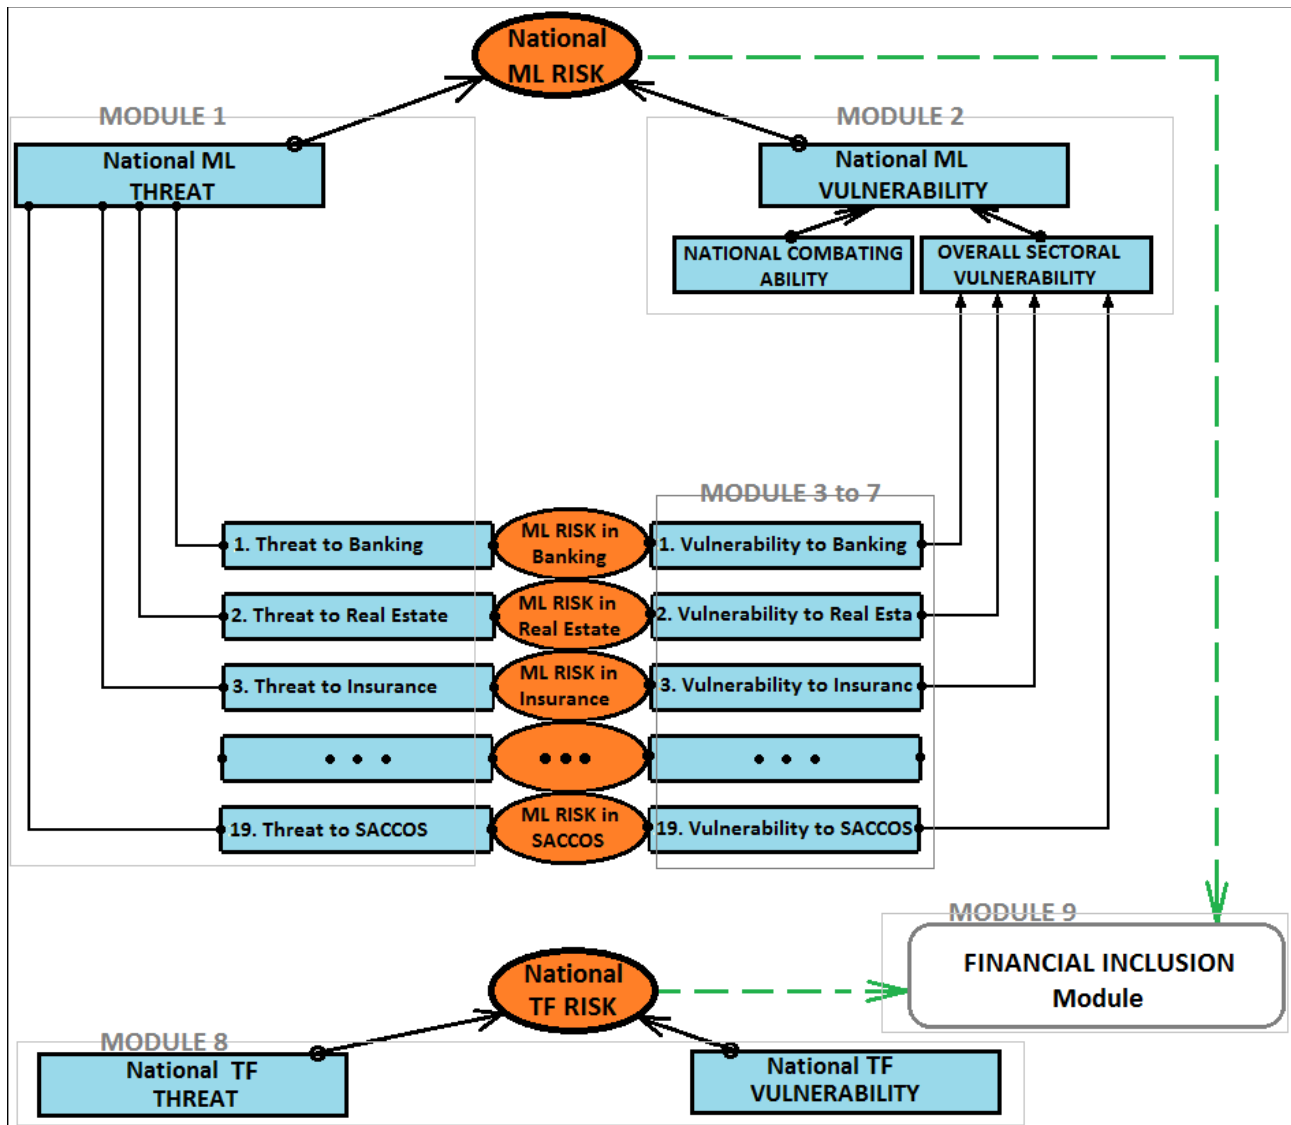 National
ML RISK
MODULE 1
MODULE 2
National ML
THREAT
National ML
VULNERABILITY
NATIONAL COMBATING
ABILITY
OVERALL SECTORAL
VULNERABILITY
MODULE 3 to 7
1. Threat to Banking
ML RISK in
Banking
1. Vulnerability to Banking
2. Threat to Real Estate
ML RISK in
Real Estate
2. Vulnerability to Real Esta
3. Threat to Insurance
ML RISK in
Insurance
3. Vulnerability to Insuranc
• • •
•••
• • •
19. Threat to SACCOS
ML RISK in
SACCOS
19. Vulnerability to SACCOS
MODULE 9
FINANCIAL INCLUSION
Module
National
TF RISK
MODULE 8
National TF
THREAT
National TF
VULNERABILITY